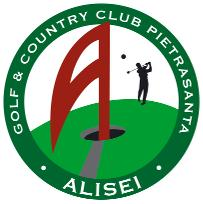 GOLF & COUNTRY CLUB PIETRASANTA
A
• ALISEI •